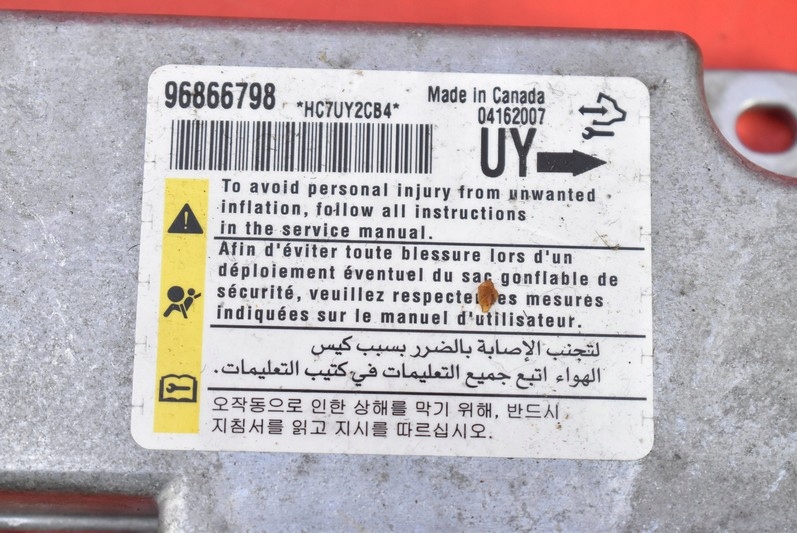 96866798 *HC7UY2CB4* Made in Canada
04162007
UY
To avoid personal injury from unwanted
inflation, follow all instructions
in the service manual.
Afin d'éviter toute blessure lors d'un
déploiement éventuel du sac gonflable de
sécurité, veuillez respecter les mesures
indiquées sur le manuel d'utilisateur.
لتجنب الإصابة بالضرر بسبب كيس
الهواء اتبع جميع التعليمات في كتيب التعليمات.
오작동으로 인한 상해를 막기 위해, 반드시
지침서를 읽고 지시를 따르십시오.